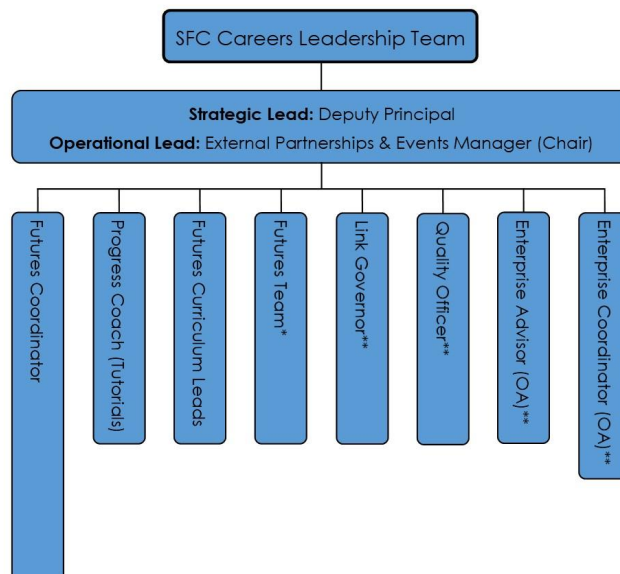 SFC Careers Leadership Team
Strategic Lead: Deputy Principal
Operational Lead: External Partnerships & Events Manager (Chair)
Futures Coordinator
Progress Coach (Tutorials)
Futures Curriculum Leads
Futures Team*
Link Governor**
Quality Officer**
Enterprise Advisor (OA)**
Enterprise Coordinator (OA)**